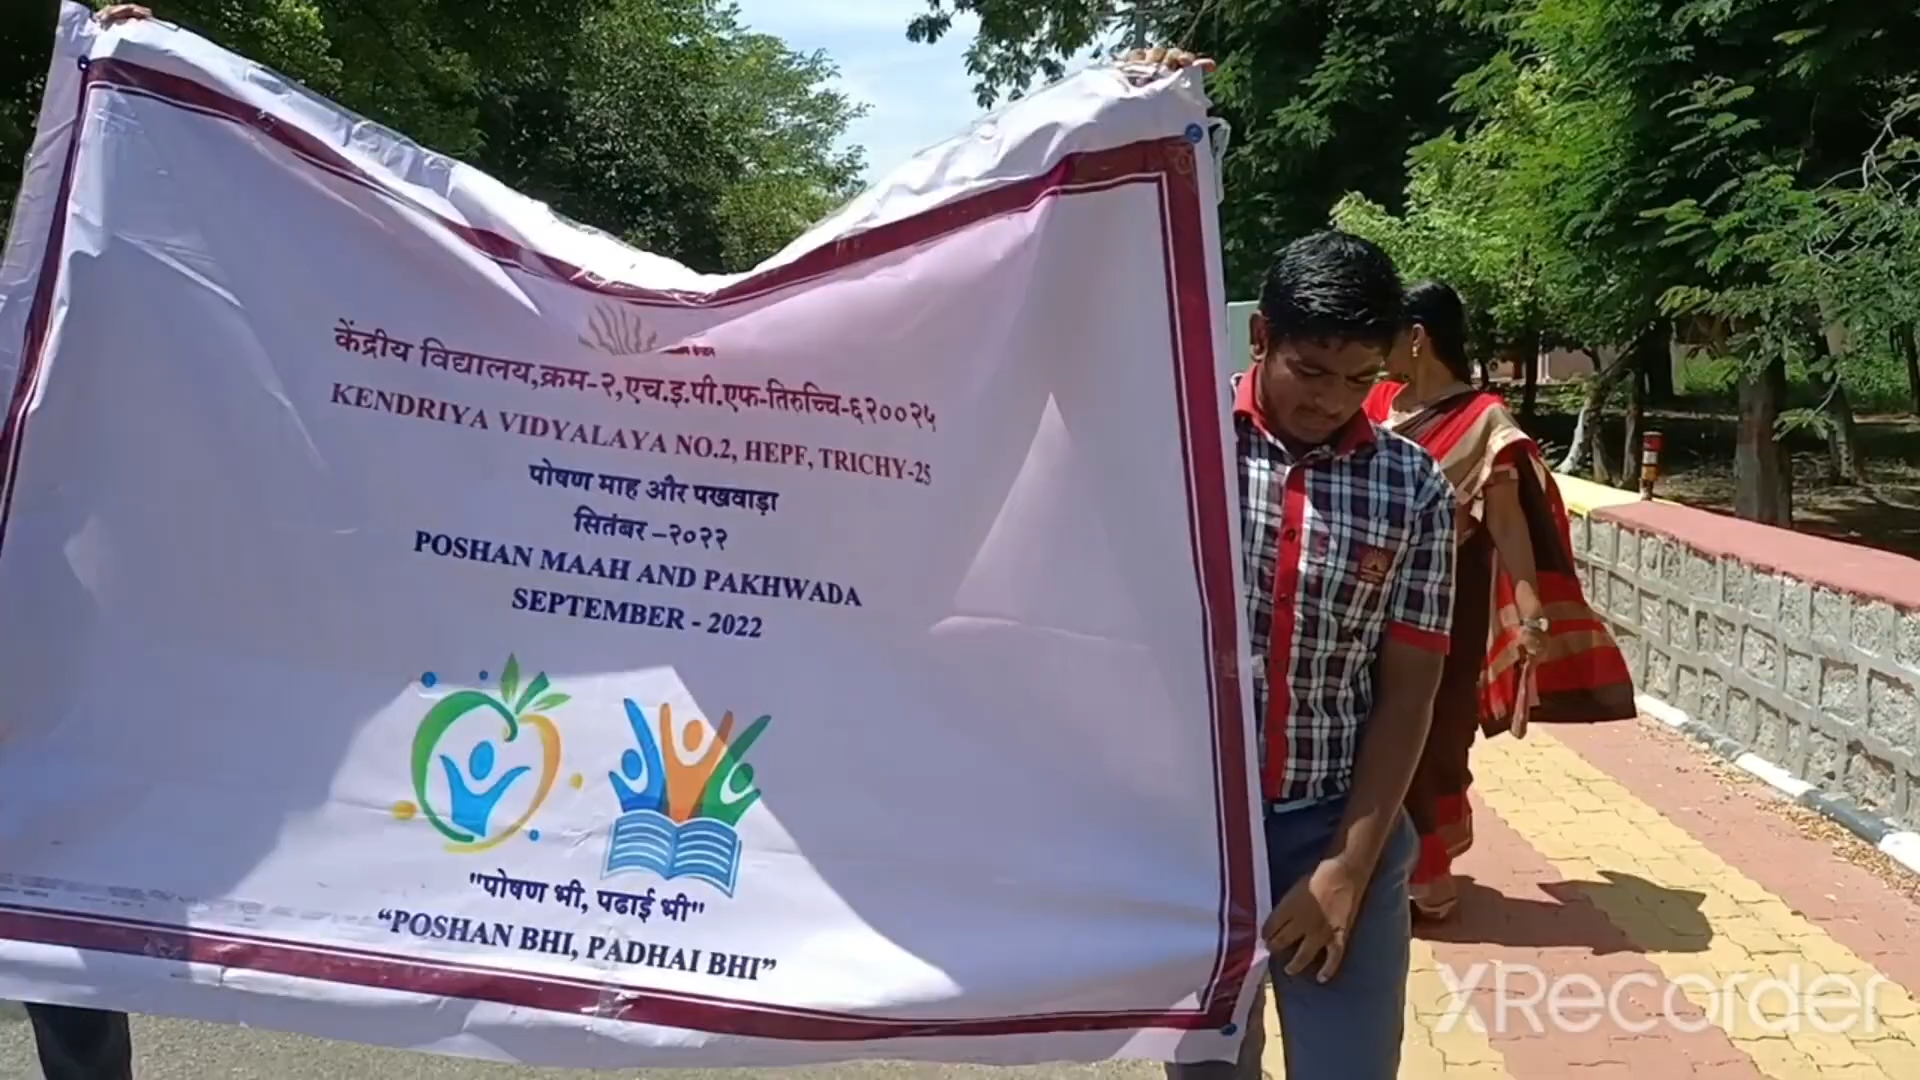 केंद्रीय विद्यालय,क्रम-२,एच.इ.पी.एफ-तिरुच्चि-६२००२५
KENDRIYA VIDYALAYA NO.2, HEPF, TRICHY-25
पोषण माह और पखवाड़ा
सितंबर –२०२२
POSHAN MAAH AND PAKHWADA
SEPTEMBER - 2022
"पोषण भी, पढाई भी"
“POSHAN BHI, PADHAI BHI”
XRecorder